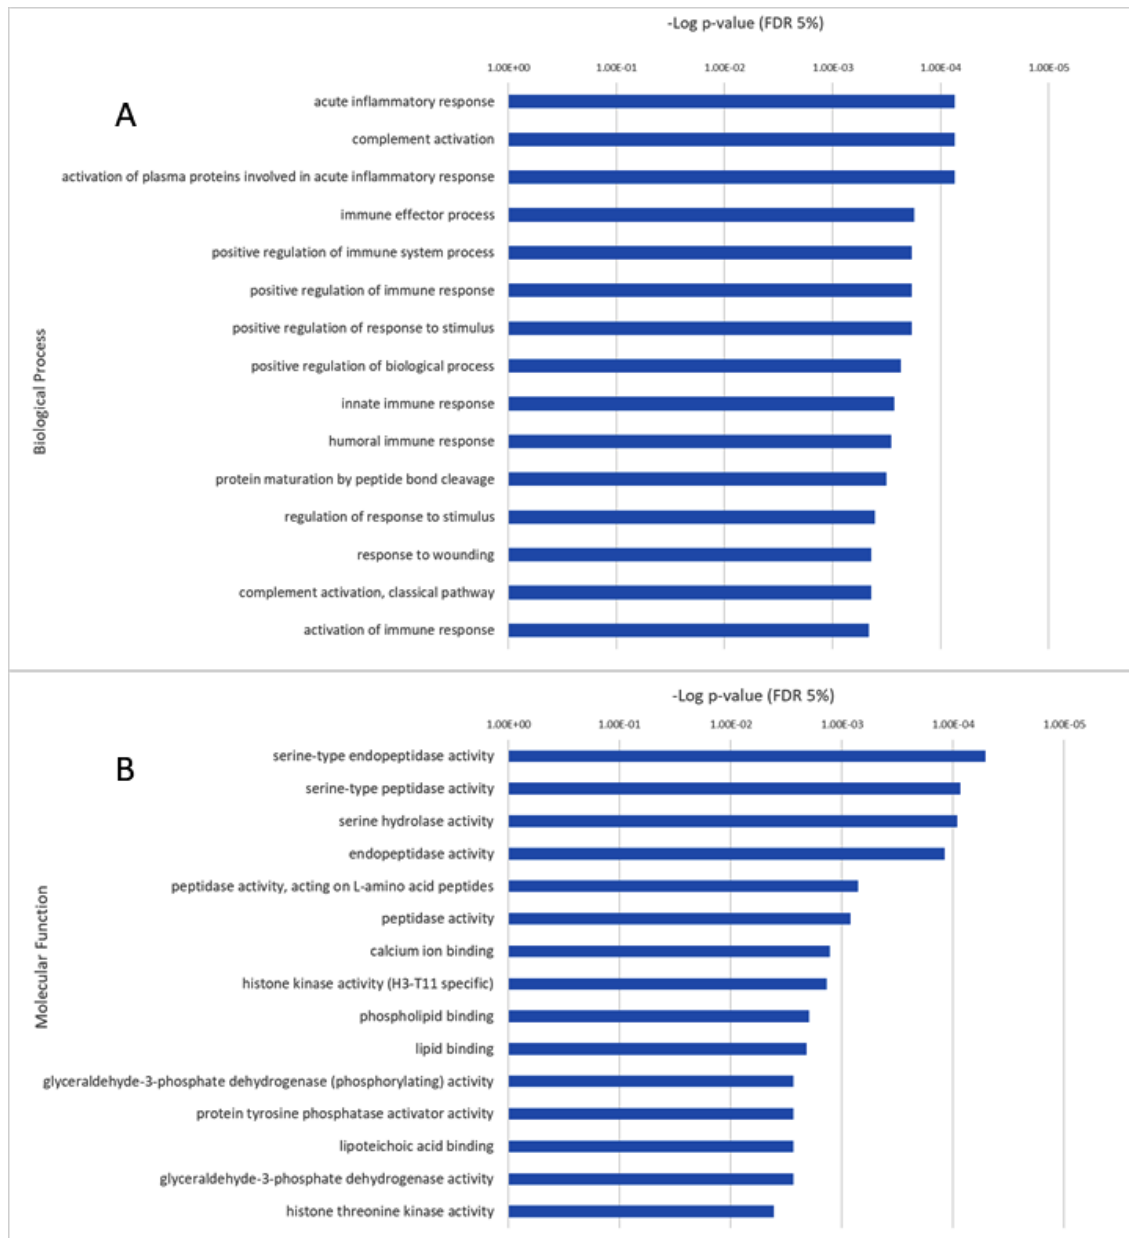 -Log p-value (FDR 5%)
1.00E+00 1.00E-01 1.00E-02 1.00E-03 1.00E-04 1.00E-05
A
acute inflammatory response
complement activation
activation of plasma proteins involved in acute inflammatory response
immune effector process
positive regulation of immune system process
positive regulation of immune response
positive regulation of response to stimulus
positive regulation of biological process
innate immune response
humoral immune response
protein maturation by peptide bond cleavage
regulation of response to stimulus
response to wounding
complement activation, classical pathway
activation of immune response
Biological Process
-Log p-value (FDR 5%)
1.00E+00 1.00E-01 1.00E-02 1.00E-03 1.00E-04 1.00E-05
B
serine-type endopeptidase activity
serine-type peptidase activity
serine hydrolase activity
endopeptidase activity
peptidase activity, acting on L-amino acid peptides
peptidase activity
calcium ion binding
histone kinase activity (H3-T11 specific)
phospholipid binding
lipid binding
glyceraldehyde-3-phosphate dehydrogenase (phosphorylating) activity
protein tyrosine phosphatase activator activity
lipoteichoic acid binding
glyceraldehyde-3-phosphate dehydrogenase activity
histone threonine kinase activity
Molecular Function